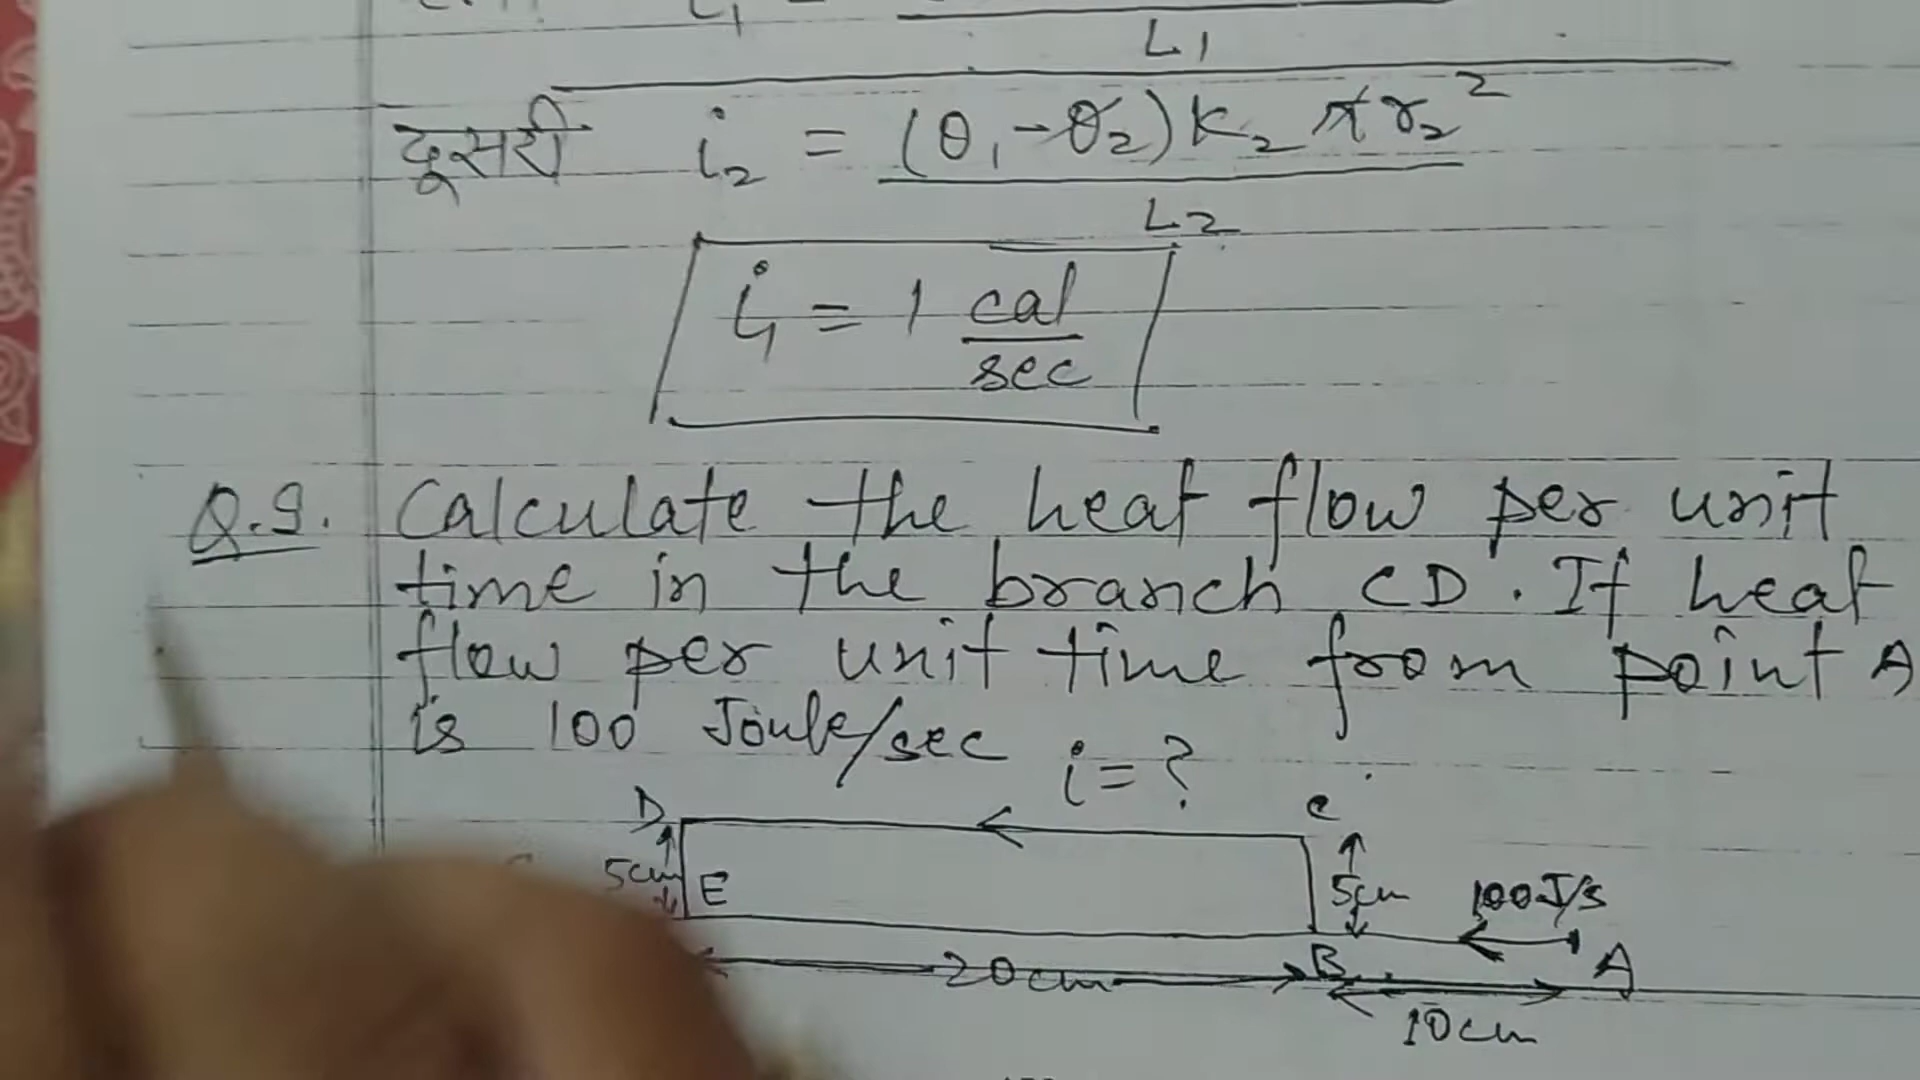 L₁
दूसरी i₂ = (θ₁-θ₂)K₂ πr₂²
L₂
i₁ = 1 cal
sec
Q.9. Calculate the heat flow per unit
time in the branch CD. If heat
flow per unit time from point A
is 100 Joule/sec i=?
D C
5cm E 5cm 100J/s
20cm B A
10cm